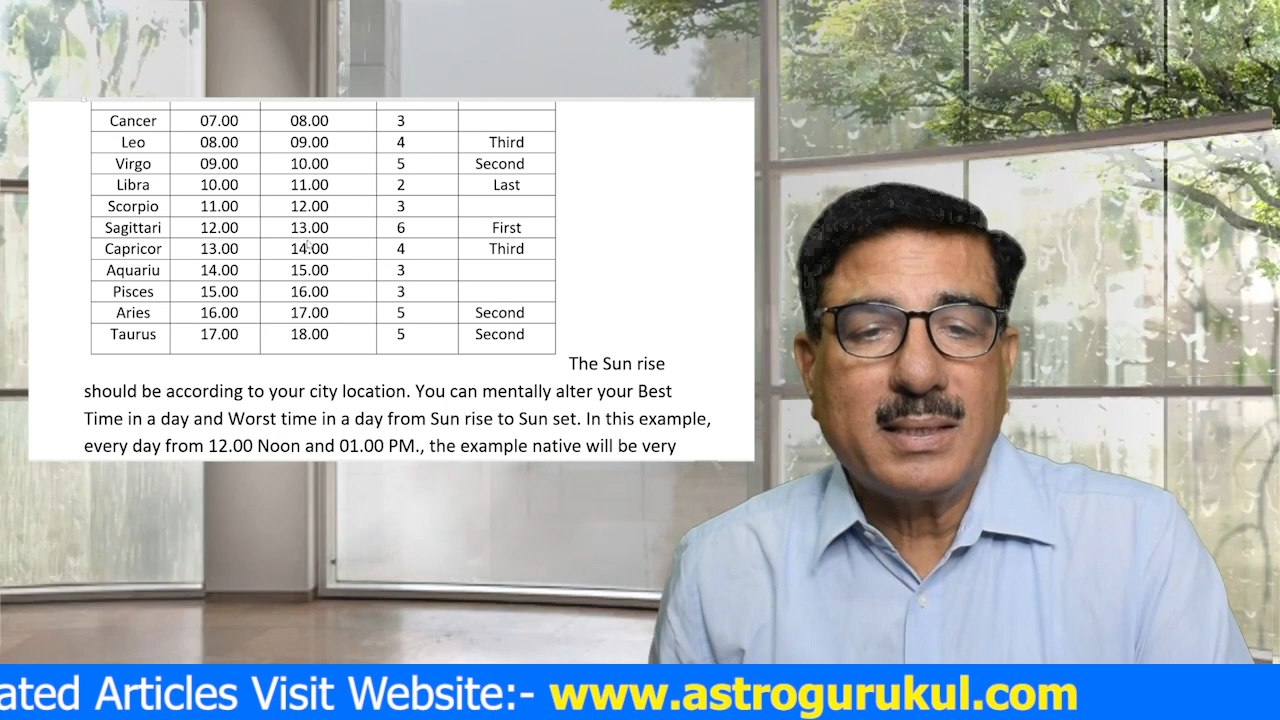 Cancer 07.00 08.00 3
Leo 08.00 09.00 4 Third
Virgo 09.00 10.00 5 Second
Libra 10.00 11.00 2 Last
Scorpio 11.00 12.00 3
Sagittari 12.00 13.00 6 First
Capricor 13.00 14.00 4 Third
Aquariu 14.00 15.00 3
Pisces 15.00 16.00 3
Aries 16.00 17.00 5 Second
Taurus 17.00 18.00 5 Second
The Sun rise
should be according to your city location. You can mentally alter your Best
Time in a day and Worst time in a day from Sun rise to Sun set. In this example,
every day from 12.00 Noon and 01.00 PM., the example native will be very
ated Articles Visit Website:- www.astrogurukul.com